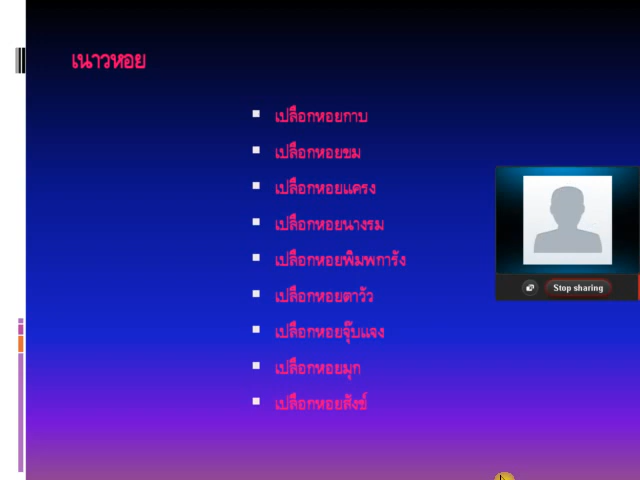 เนาวหอย
เปลือกหอยกาบ
เปลือกหอยขม
เปลือกหอยแครง
เปลือกหอยนางรม
เปลือกหอยพิมพการัง
เปลือกหอยตาวัว
เปลือกหอยจุ๊บแจง
เปลือกหอยมุก
เปลือกหอยสังข์
Stop sharing